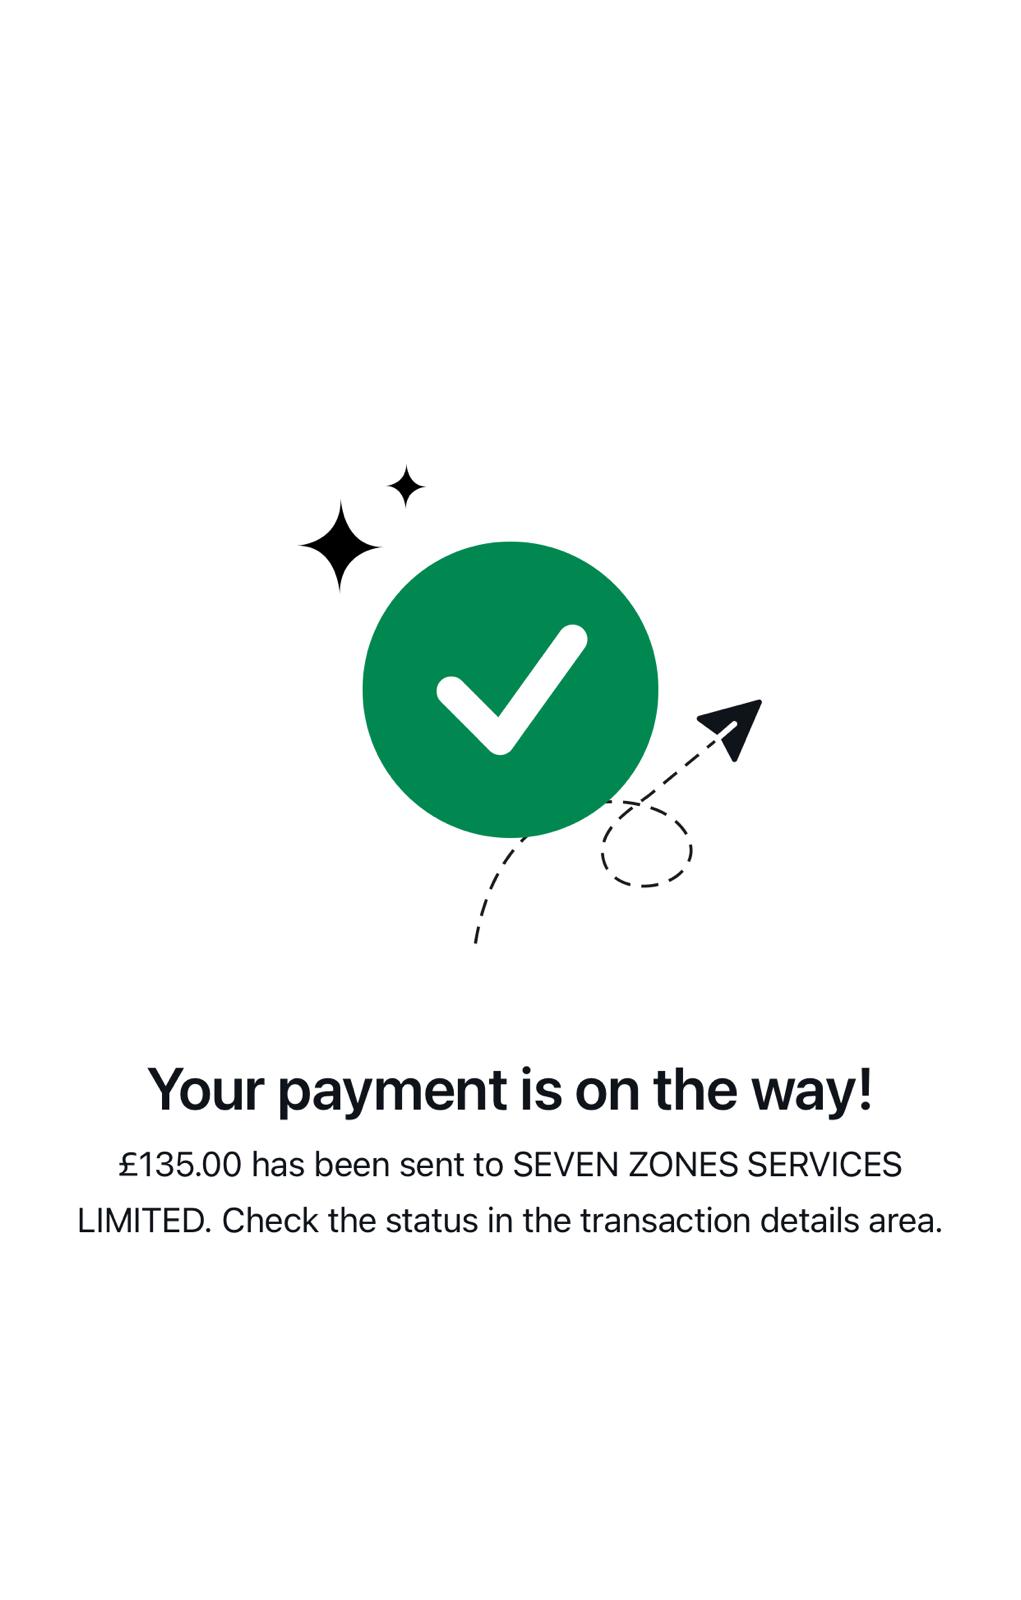 Your payment is on the way!
£135.00 has been sent to SEVEN ZONES SERVICES
LIMITED. Check the status in the transaction details area.